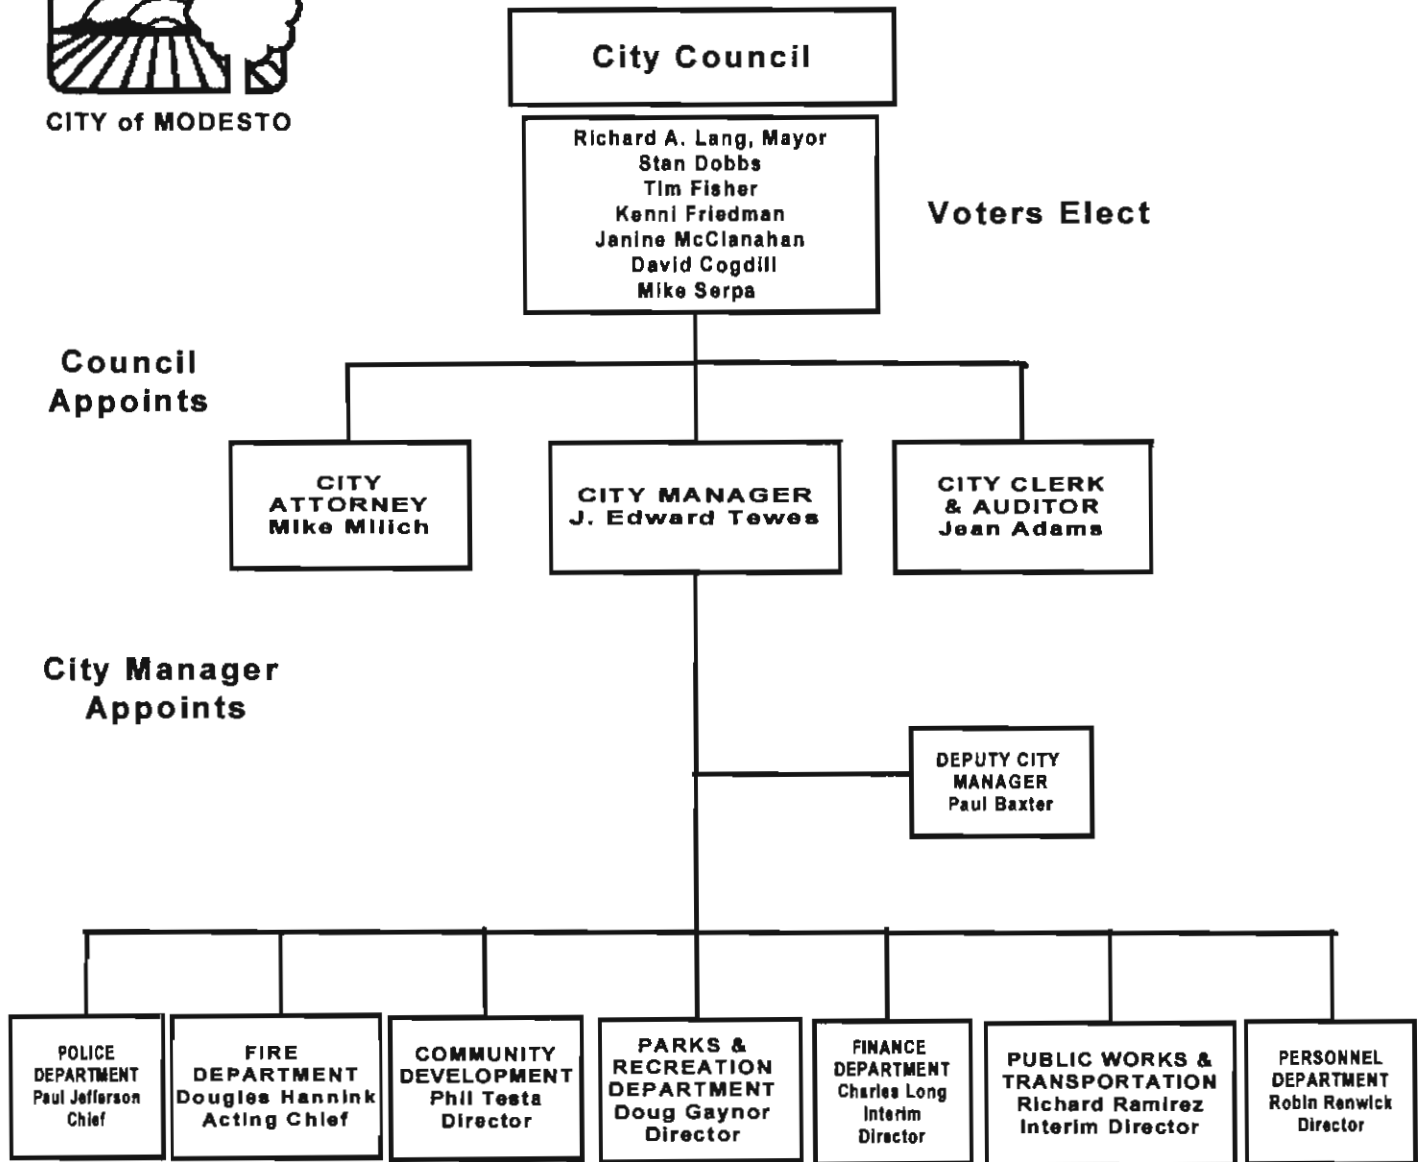 CITY of MODESTO
City Council
Richard A. Lang, Mayor
Stan Dobbs
Tim Fisher
Kenni Friedman
Janine McClanahan
David Cogdill
Mike Serpa
Voters Elect
Council
Appoints
CITY
ATTORNEY
Mike Milich
CITY MANAGER
J. Edward Tewes
CITY CLERK
& AUDITOR
Jean Adams
City Manager
Appoints
DEPUTY CITY
MANAGER
Paul Baxter
POLICE
DEPARTMENT
Paul Jefferson
Chief
FIRE
DEPARTMENT
Douglas Hannink
Acting Chief
COMMUNITY
DEVELOPMENT
Phil Testa
Director
PARKS &
RECREATION
DEPARTMENT
Doug Gaynor
Director
FINANCE
DEPARTMENT
Charles Long
Interim
Director
PUBLIC WORKS &
TRANSPORTATION
Richard Ramirez
Interim Director
PERSONNEL
DEPARTMENT
Robin Renwick
Director